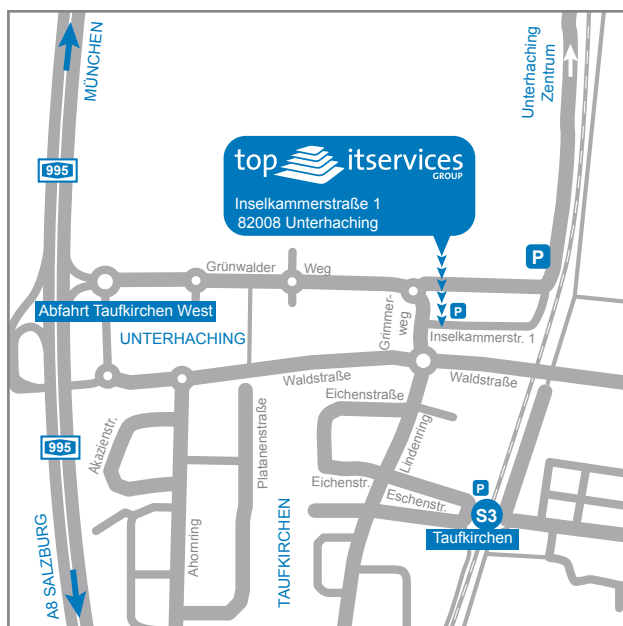 MÜNCHEN
Unterhaching
Zentrum
995
top itservices
GROUP
Inselkammerstraße 1
82008 Unterhaching
P
Grünwalder Weg
Abfahrt Taufkirchen West
P
Grimmer-
weg
UNTERHACHING
Inselkammerstr. 1
Waldstraße
Waldstraße
Eichenstraße
Akazienstr.
Platanenstraße
Lindenring
995
Eichenstr.
P
Eschenstr.
S3
Taufkirchen
Ahornring
TAUFKIRCHEN
A8 SALZBURG